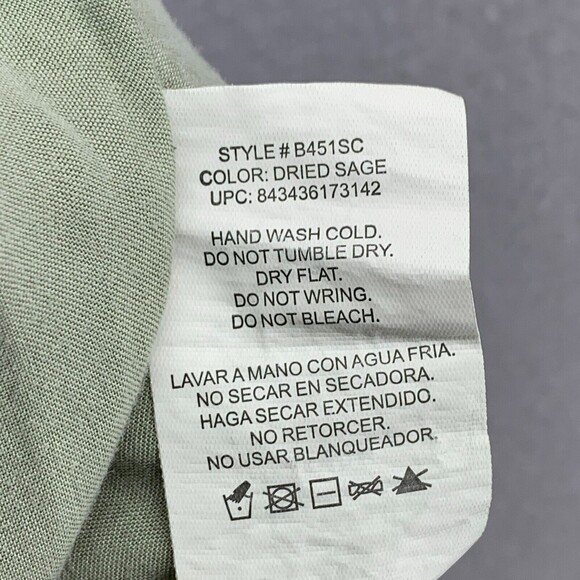 STYLE # B451SC
COLOR: DRIED SAGE
UPC: 843436173142
HAND WASH COLD.
DO NOT TUMBLE DRY.
DRY FLAT.
DO NOT WRING.
DO NOT BLEACH.
LAVAR A MANO CON AGUA FRIA.
NO SECAR EN SECADORA.
HAGA SECAR EXTENDIDO.
NO RETORCER.
NO USAR BLANQUEADOR.